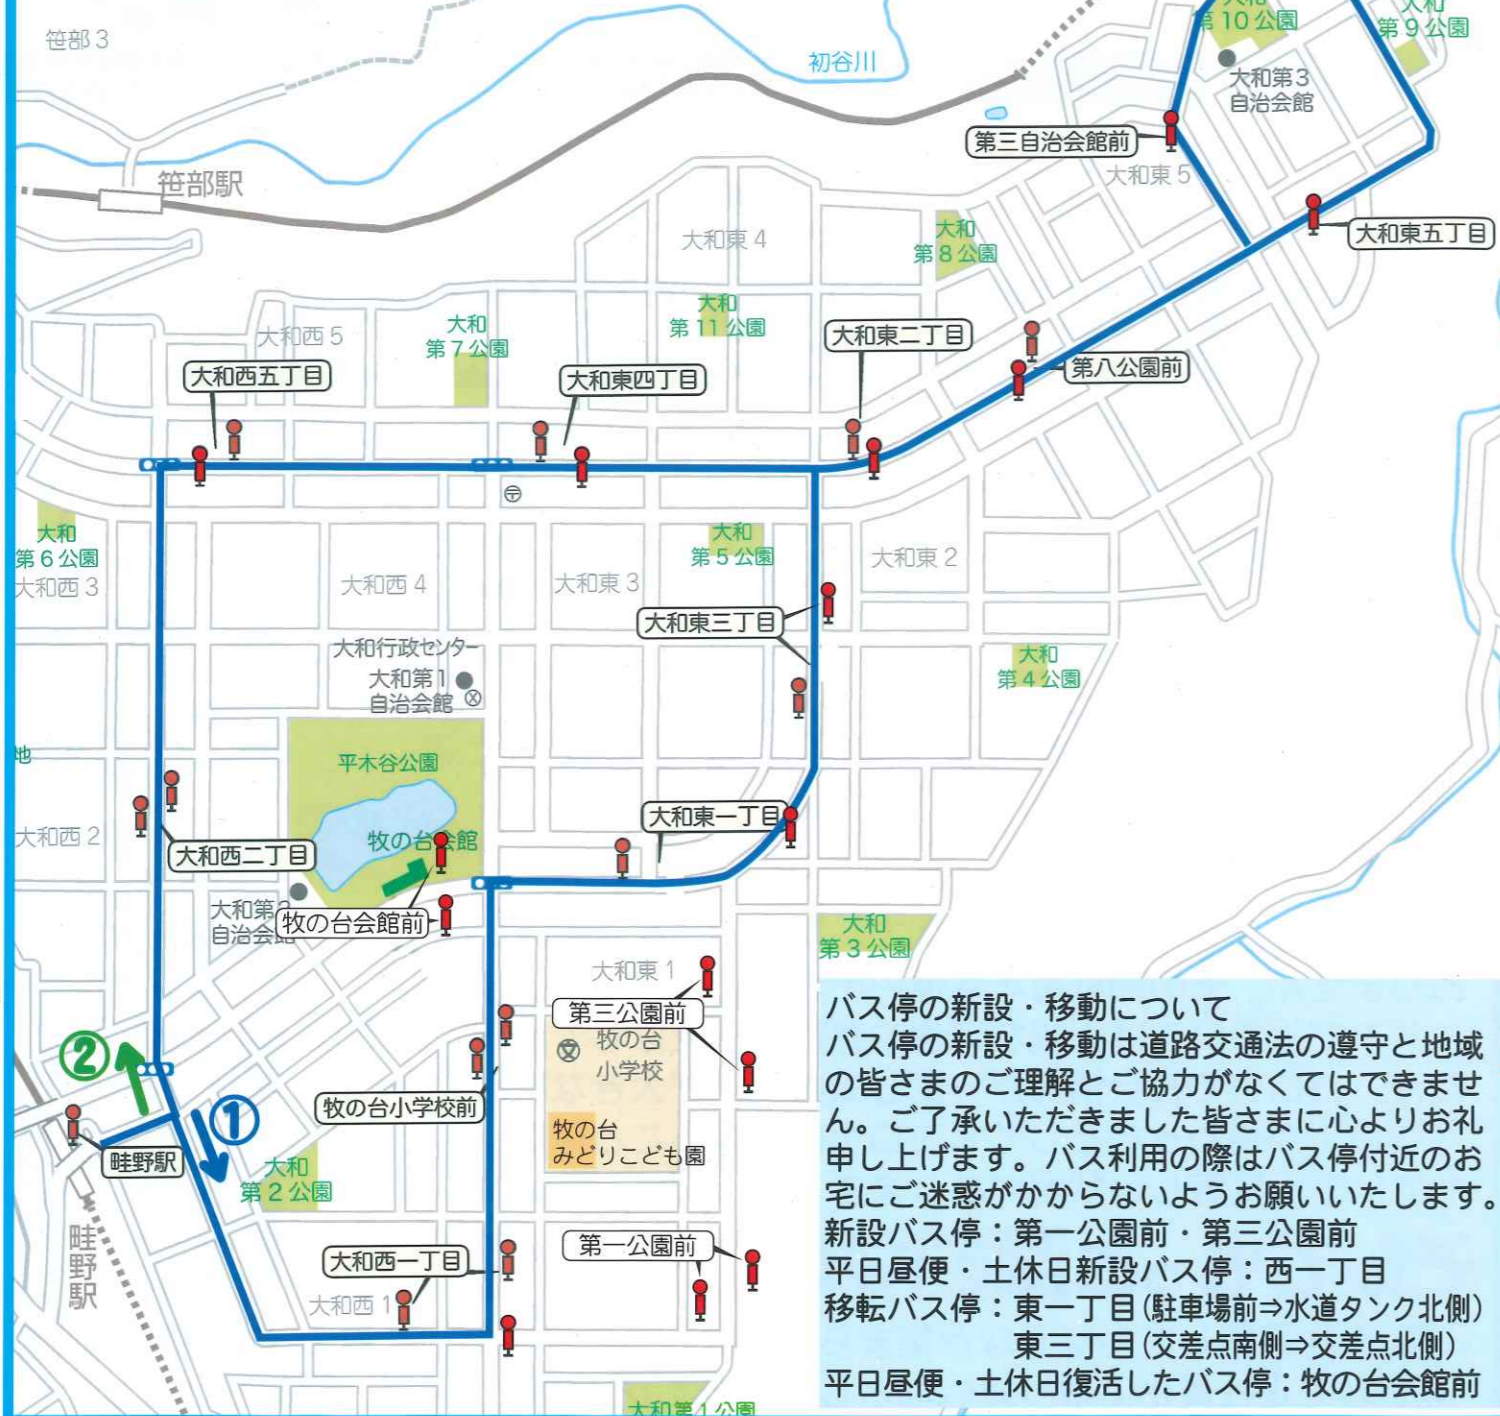 笹部3
初谷川
大和
第10公園
大和
第9公園
大和第3
自治会館
第三自治会館前
大和東5
笹部駅
大和東4
大和
第8公園
大和東五丁目
大和
第11公園
大和西5
大和
第7公園
大和東二丁目
第八公園前
大和西五丁目
大和東四丁目
〒
大和
第6公園
大和西3
大和西4
大和東3
大和
第5公園
大和東2
大和東三丁目
大和行政センター
大和第1
自治会館
大和
第4公園
地
平木谷公園
大和西2
大和東一丁目
牧の台会館
大和西二丁目
大和第2
自治会館
牧の台会館前
大和
第3公園
大和東1
第三公園前
文
牧の台
小学校
②
①
牧の台小学校前
牧の台
みどりこども園
畦野駅
大和
第2公園
畦野駅
大和西一丁目
第一公園前
大和西1
大和第1公園
バス停の新設・移動について
バス停の新設・移動は道路交通法の遵守と地域
の皆さまのご理解とご協力がなくてはできませ
ん。ご了承いただきました皆さまに心よりお礼
申し上げます。バス利用の際はバス停付近のお
宅にご迷惑がかからないようお願いいたします。
新設バス停：第一公園前・第三公園前
平日昼便・土休日新設バス停：西一丁目
移転バス停：東一丁目(駐車場前⇒水道タンク北側)
東三丁目(交差点南側⇒交差点北側)
平日昼便・土休日復活したバス停：牧の台会館前